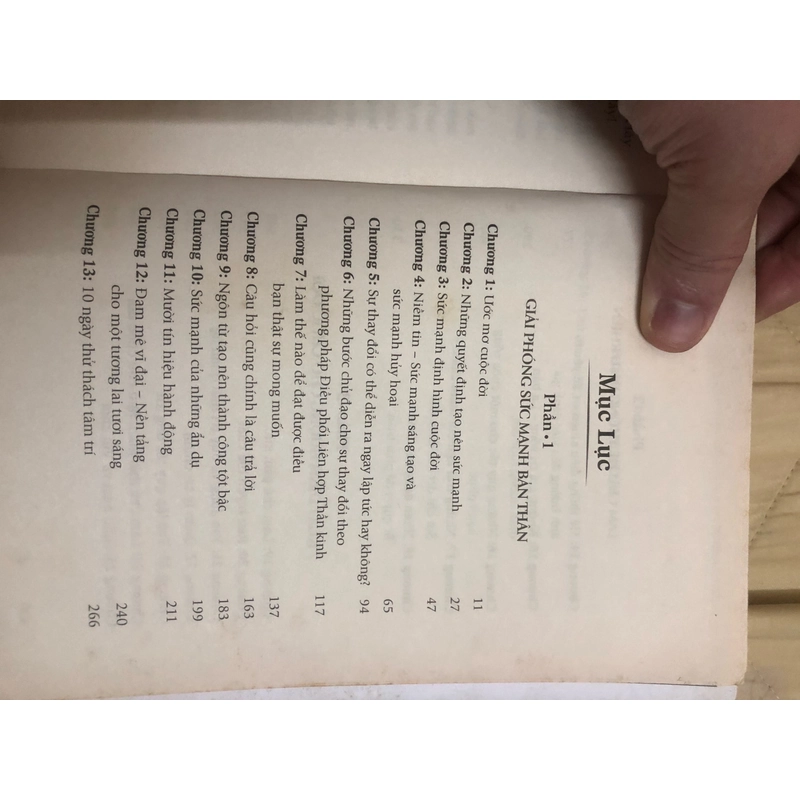 Mục Lục
Phần • 1
GIẢI PHÓNG SỨC MẠNH BẢN THÂN
Chương 1: Ước mơ cuộc đời 11
Chương 2: Những quyết định tạo nên sức mạnh 27
Chương 3: Sức mạnh định hình cuộc đời 47
Chương 4: Niềm tin – Sức mạnh sáng tạo và
sức mạnh hủy hoại 65
Chương 5: Sự thay đổi có thể diễn ra ngay lập tức hay không? 94
Chương 6: Những bước chủ đạo cho sự thay đổi theo
phương pháp Điều phối Liên hợp Thần kinh 117
Chương 7: Làm thế nào để đạt được điều
bạn thật sự mong muốn 137
Chương 8: Câu hỏi cũng chính là câu trả lời 163
Chương 9: Ngôn từ tạo nên thành công tột bậc 183
Chương 10: Sức mạnh của những ẩn dụ 199
Chương 11: Mười tín hiệu hành động 211
Chương 12: Đam mê vĩ đại – Nền tảng
cho một tương lai tươi sáng 240
Chương 13: 10 ngày thử thách tâm trí 266